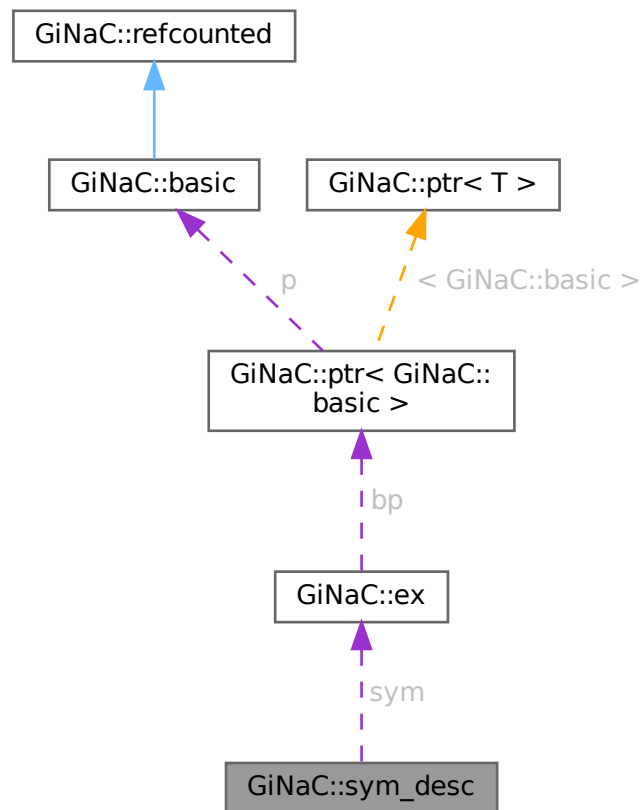 GiNaC::refcounted
GiNaC::basic
GiNaC::ptr< T >
p
< GiNaC::basic >
GiNaC::ptr< GiNaC::
basic >
bp
GiNaC::ex
sym
GiNaC::sym_desc